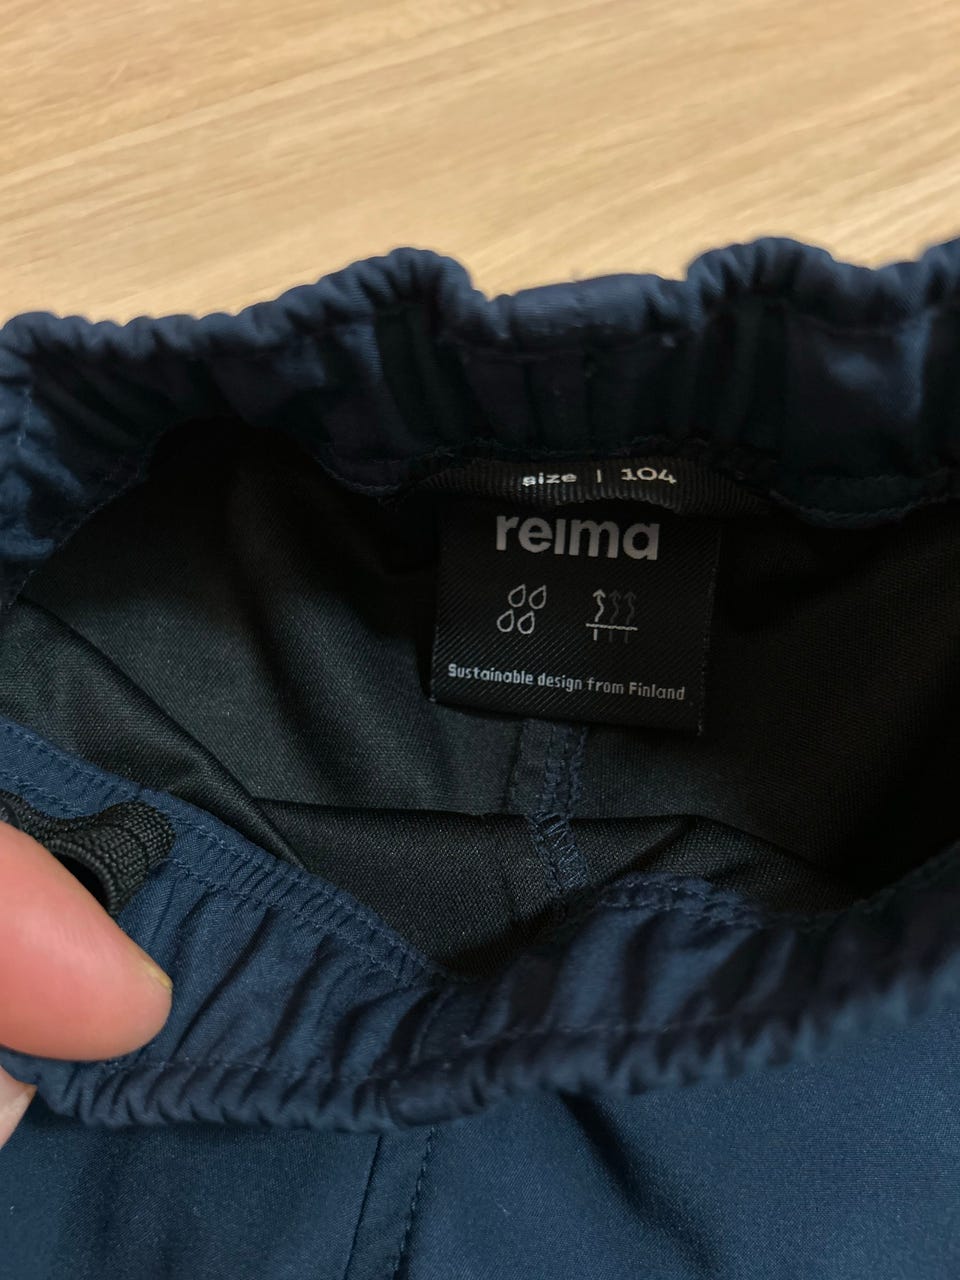 size | 104
reima
Sustainable design from Finland